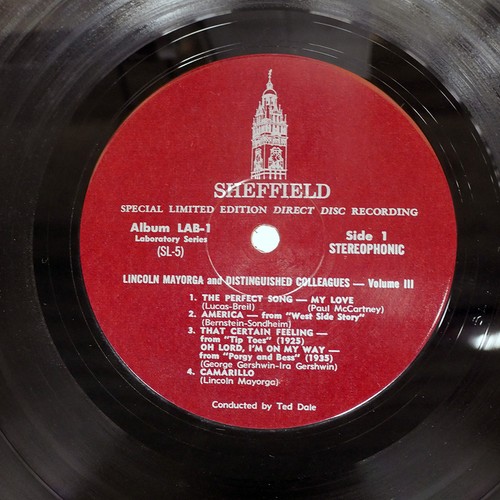 SHEFFIELD
SPECIAL LIMITED EDITION DIRECT DISC RECORDING
Album LAB-1
Laboratory Series
(SL-5)
Side 1
STEREOPHONIC
LINCOLN MAYORGA and DISTINGUISHED COLLEAGUES — Volume III
1. THE PERFECT SONG — MY LOVE
(Lucas-Breil) (Paul McCartney)
2. AMERICA — from "West Side Story"
(Bernstein-Sondheim)
3. THAT CERTAIN FEELING —
from "Tip Toes" (1925)
OH LORD, I'M ON MY WAY —
from "Porgy and Bess" (1935)
(George Gershwin-Ira Gershwin)
4. CAMARILLO
(Lincoln Mayorga)
Conducted by Ted Dale